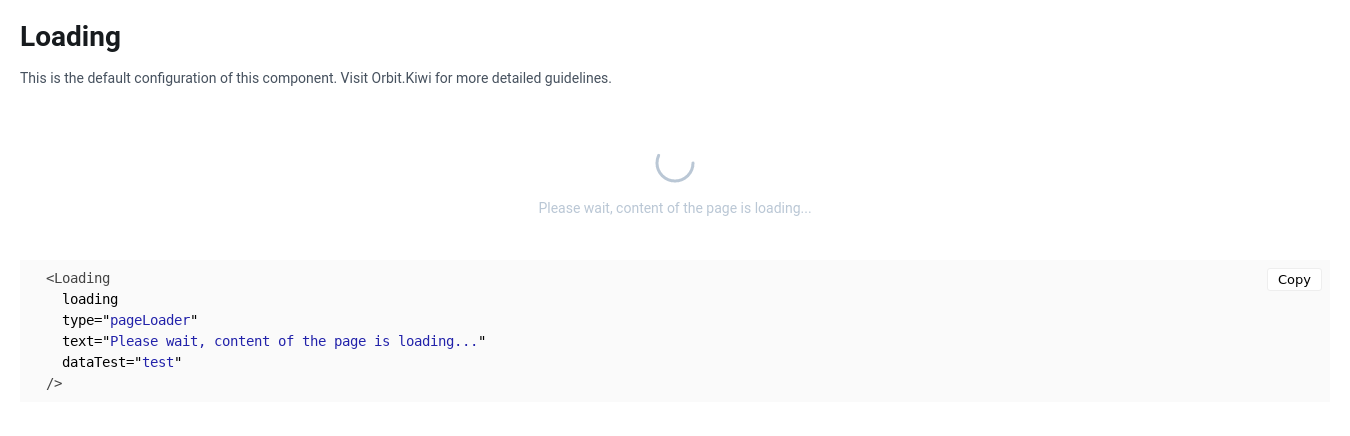 Loading
This is the default configuration of this component. Visit Orbit.Kiwi for more detailed guidelines.
Please wait, content of the page is loading...
<Loading
Copy
  loading
  type="pageLoader"
  text="Please wait, content of the page is loading..."
  dataTest="test"
/>